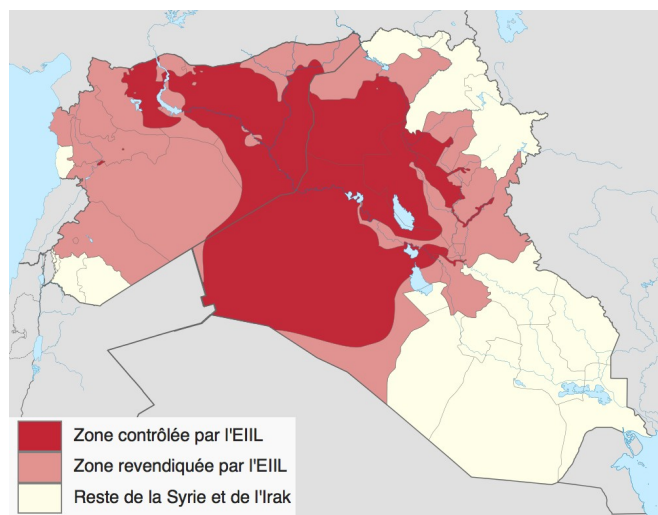 Zone contrôlée par l'EIIL
Zone revendiquée par l'EIIL
Reste de la Syrie et de l'Irak